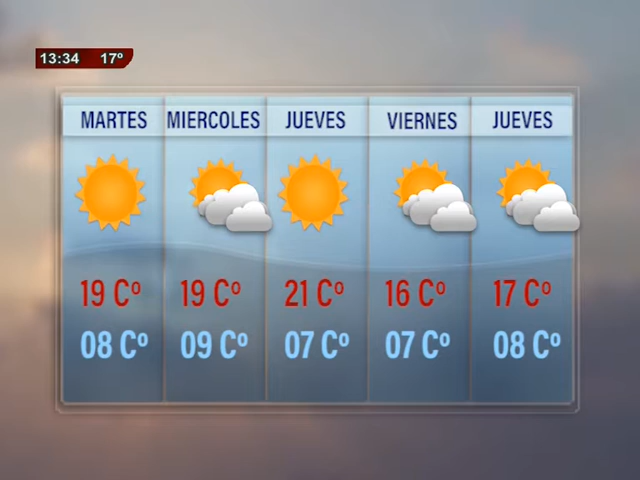 13:34 17º
MARTES MIERCOLES JUEVES VIERNES JUEVES
19 Cº 19 Cº 21 Cº 16 Cº 17 Cº
08 Cº 09 Cº 07 Cº 07 Cº 08 Cº